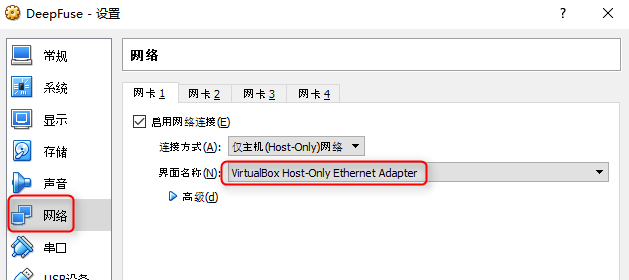 DeepFuse - 设置
? ×
常规
系统
显示
存储
声音
网络
串口
USB设备
网络
网卡 1 网卡 2 网卡 3 网卡 4
启用网络连接(E)
连接方式(A): 仅主机(Host-Only)网络
界面名称(N): VirtualBox Host-Only Ethernet Adapter
高级(d)